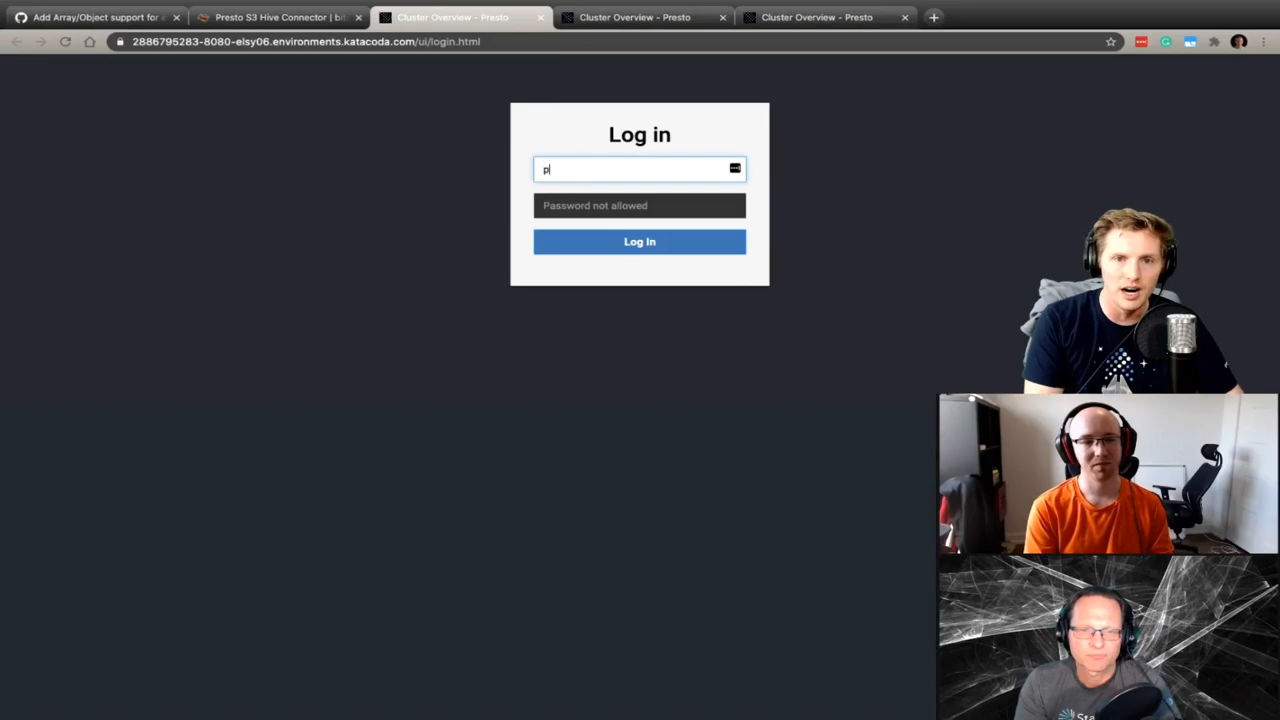 Add Array/Object support for e
Presto S3 Hive Connector | bit
Cluster Overview - Presto
Cluster Overview - Presto
Cluster Overview - Presto
2886795283-8080-elsy06.environments.katacoda.com/ui/login.html
Log in
p
Password not allowed
Log In